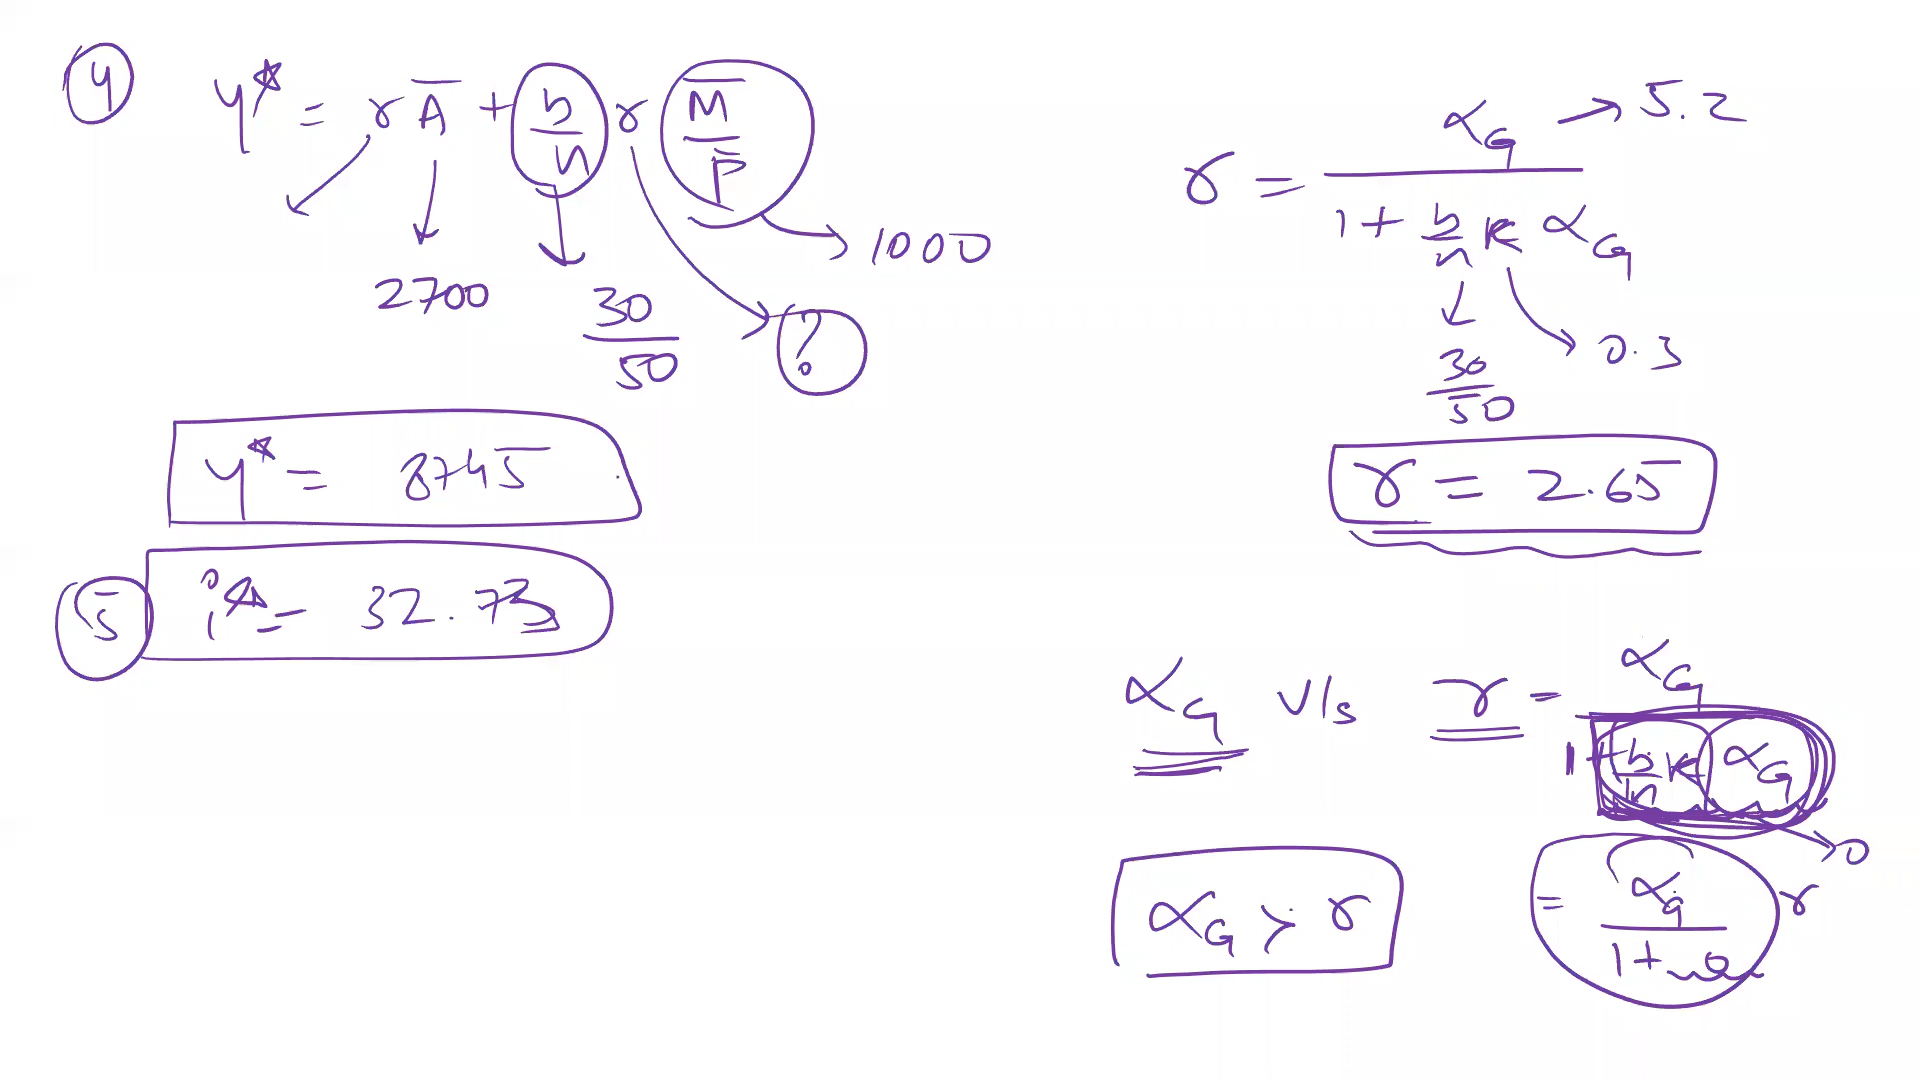 ④ Y* = γ A̅ + b/h γ M̅/P̅
2700
30/50
?
1000
Y* = 8745
⑤ i* = 32.73
γ = αG / (1 + b/h k αG)
→ 5.2
30/50
0.3
γ = 2.65
αG v/s γ = αG / (1 + b/h k αG)
→ 0
αG > γ
= αG / 1+
γ